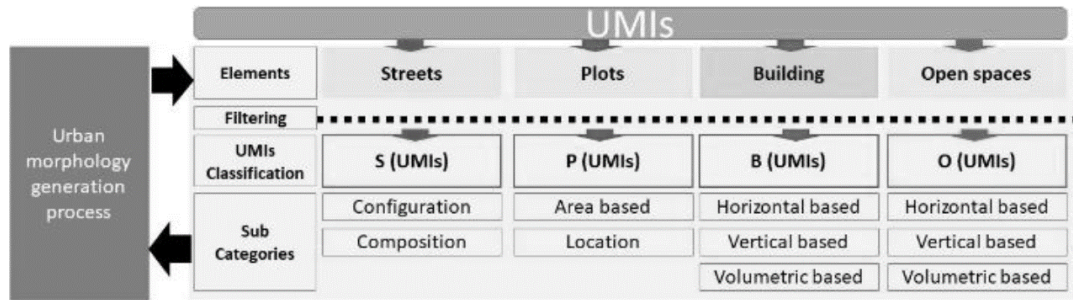 UMIs
Elements
Streets
Plots
Building
Open spaces
Filtering
Urban
morphology
generation
process
UMIs
Classification
S (UMIs)
P (UMIs)
B (UMIs)
O (UMIs)
Sub
Categories
Configuration
Area based
Horizontal based
Horizontal based
Composition
Location
Vertical based
Vertical based
Volumetric based
Volumetric based